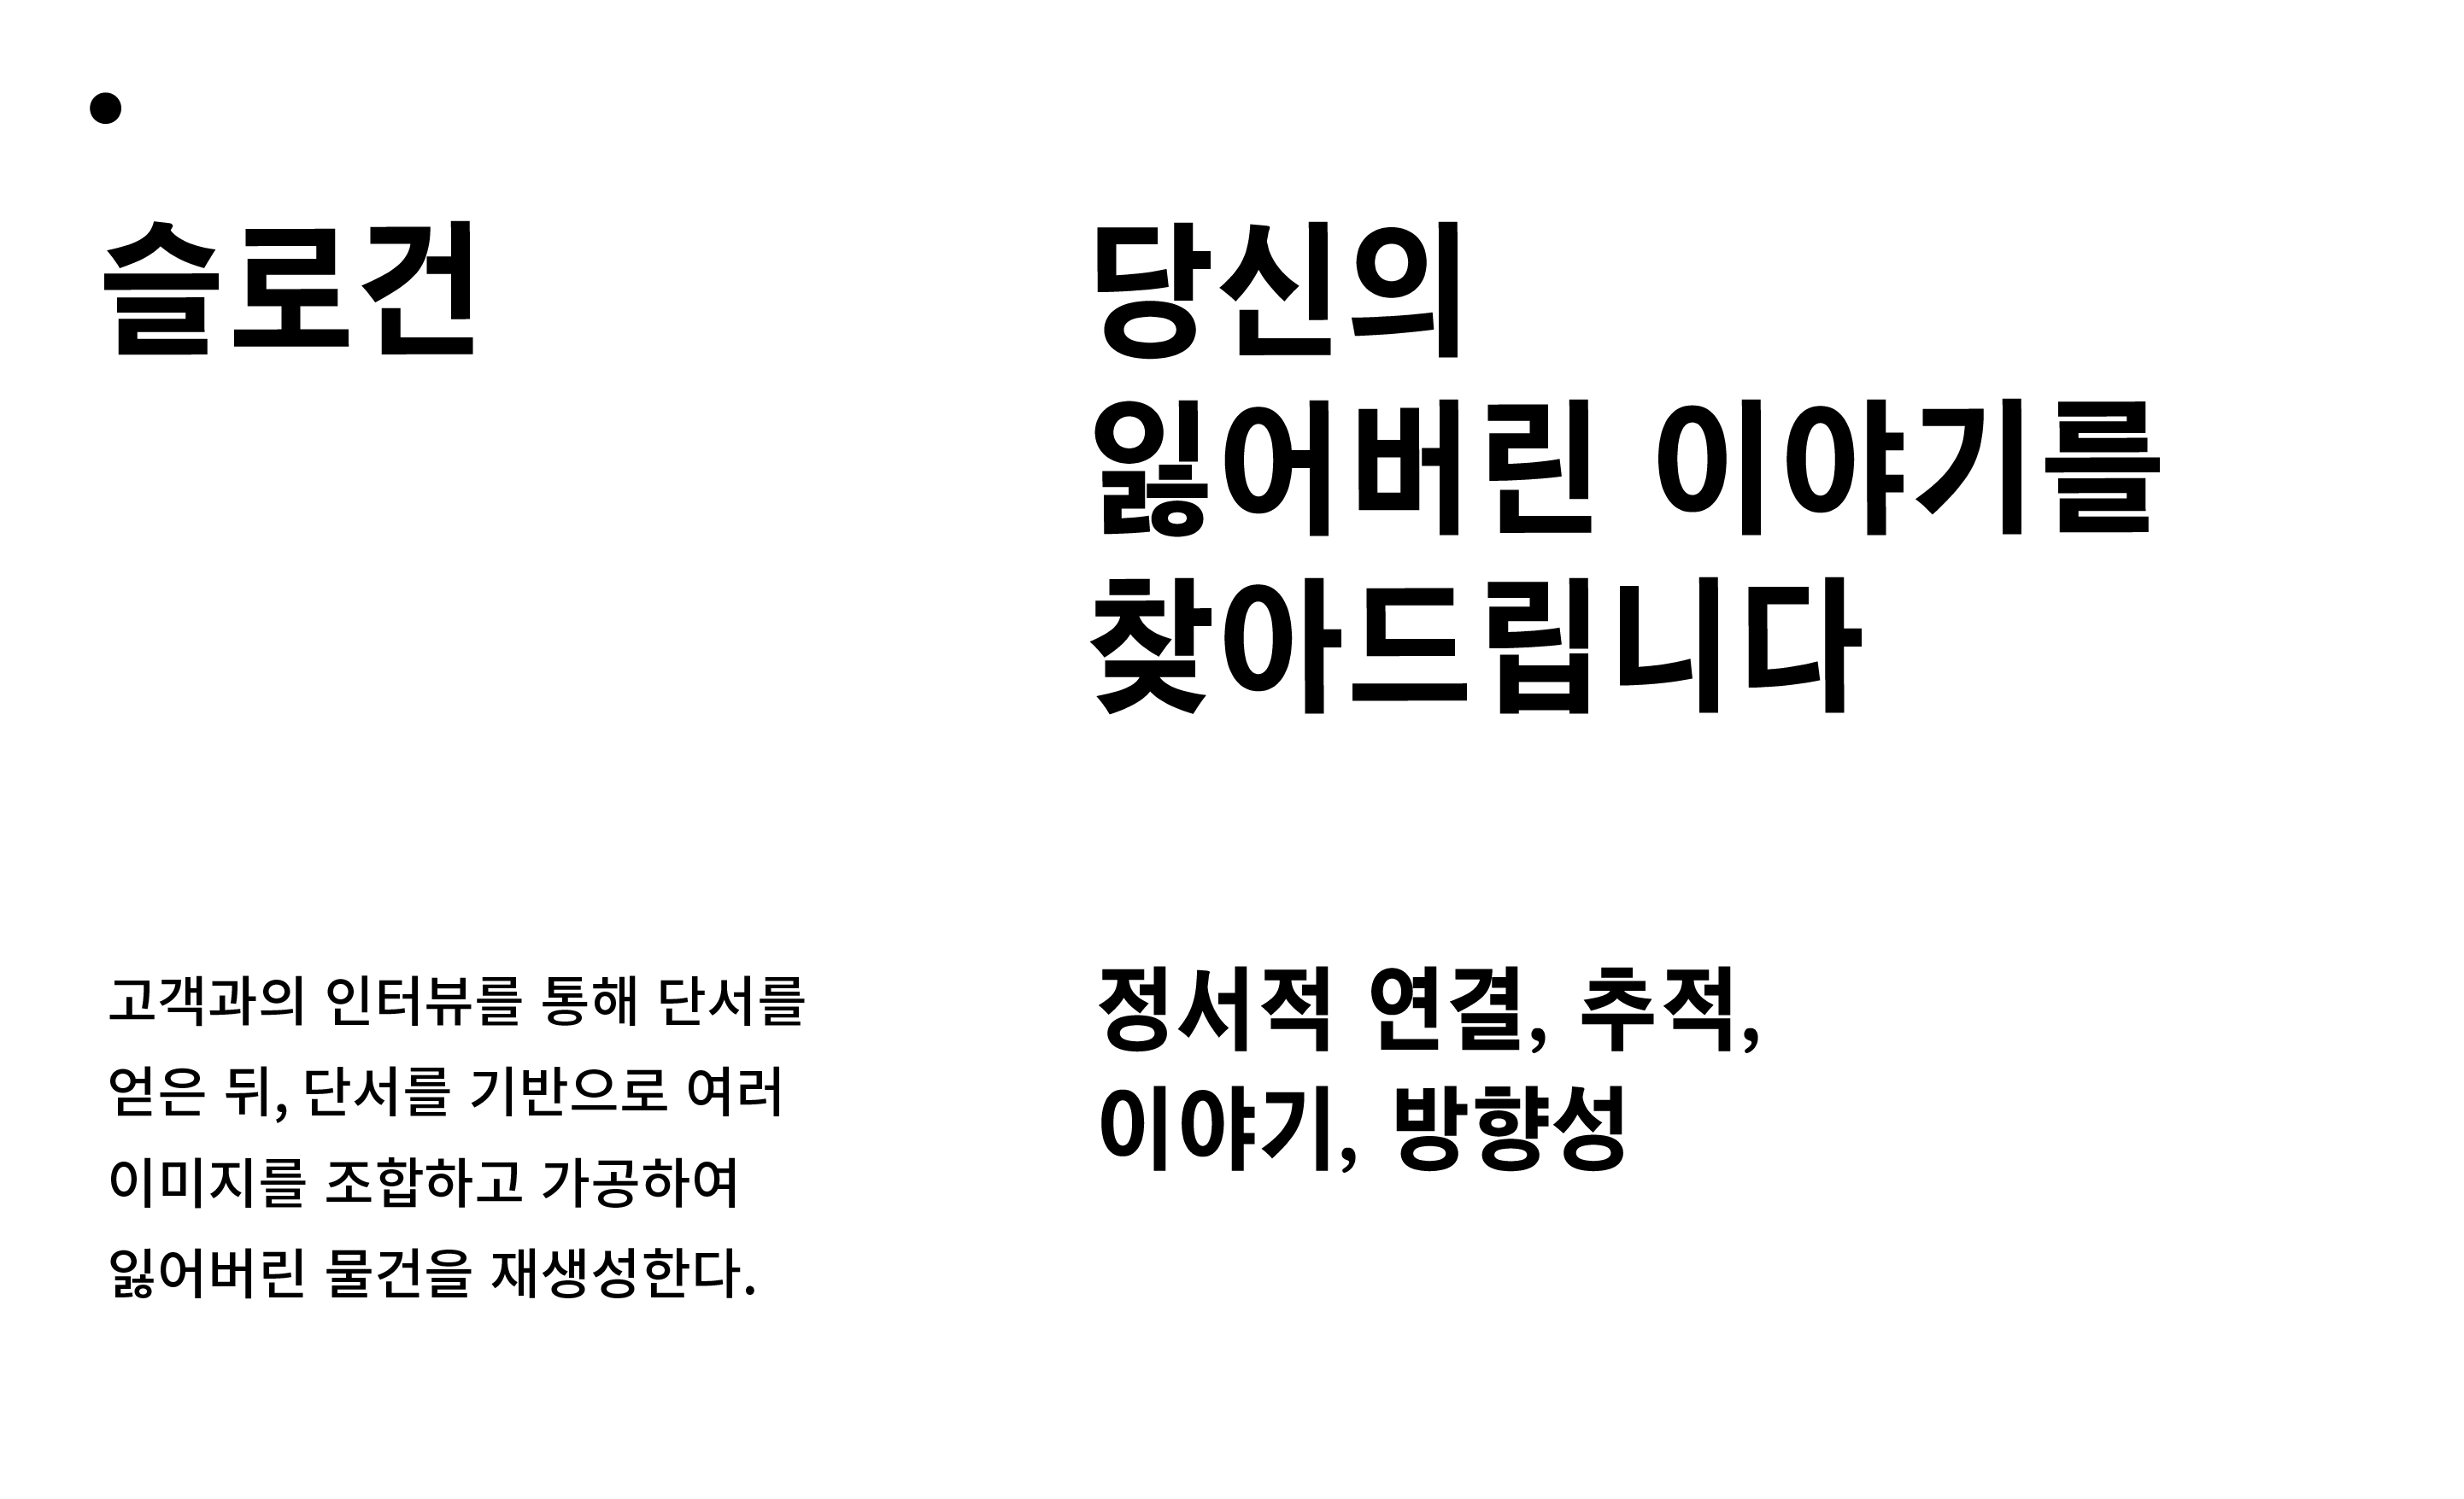 슬로건
당신의
잃어버린 이야기를
찾아드립니다
고객과의 인터뷰를 통해 단서를
얻은 뒤, 단서를 기반으로 여러
이미지를 조합하고 가공하여
잃어버린 물건을 재생성한다.
정서적 연결, 추적,
이야기, 방향성